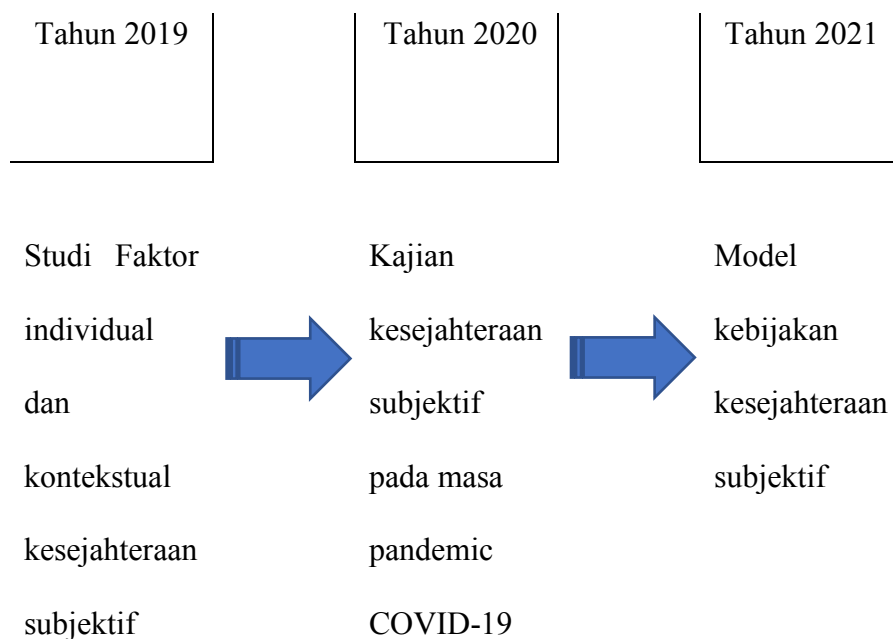 Tahun 2019
Tahun 2020
Tahun 2021
Studi Faktor
individual
dan
kontekstual
kesejahteraan
subjektif
Kajian
kesejahteraan
subjektif
pada masa
pandemic
COVID-19
Model
kebijakan
kesejahteraan
subjektif